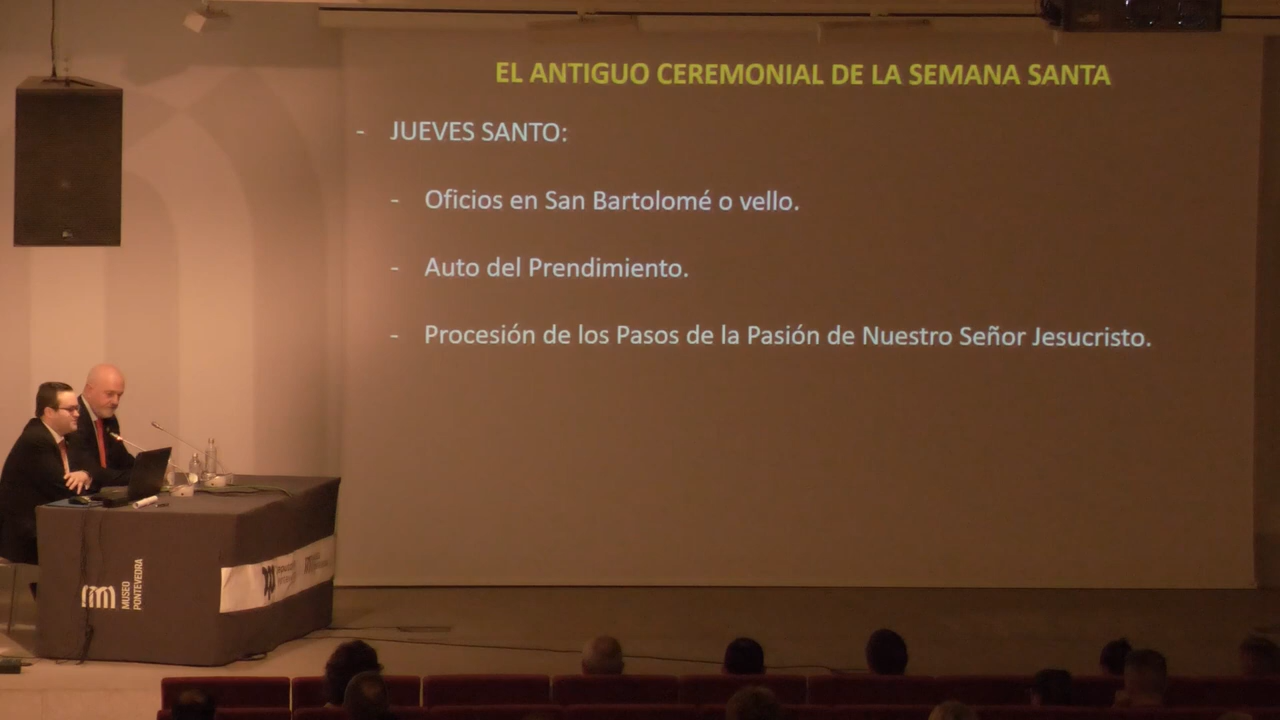 EL ANTIGUO CEREMONIAL DE LA SEMANA SANTA
- JUEVES SANTO:
- Oficios en San Bartolomé o vello.
- Auto del Prendimiento.
- Procesión de los Pasos de la Pasión de Nuestro Señor Jesucristo.
MUSEO
PONTEVEDRA